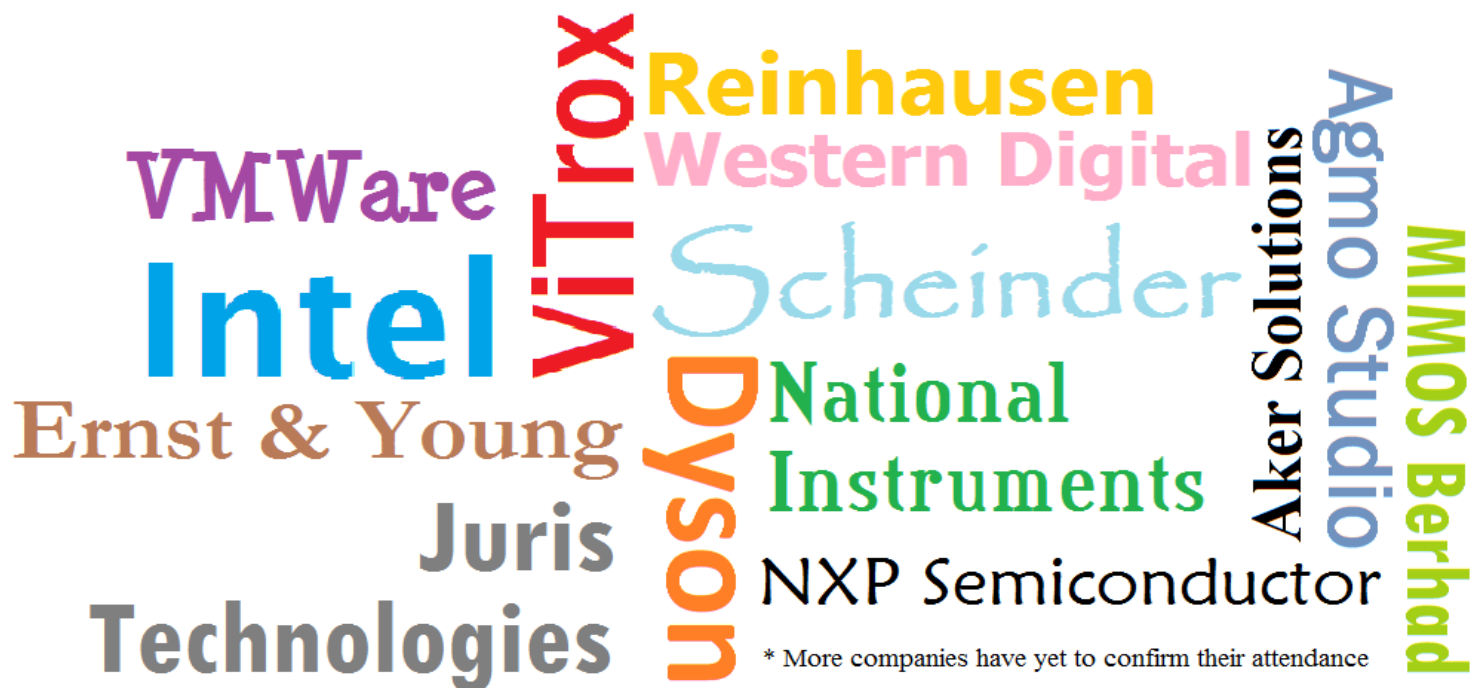 VMWare
Intel
Ernst & Young
Juris
Technologies
ViTrox
Reinhausen
Western Digital
Scheinder
Dyson
National
Instruments
NXP Semiconductor
* More companies have yet to confirm their attendance
Aker Solutions
Agmo Studio
MIMOS Berhad